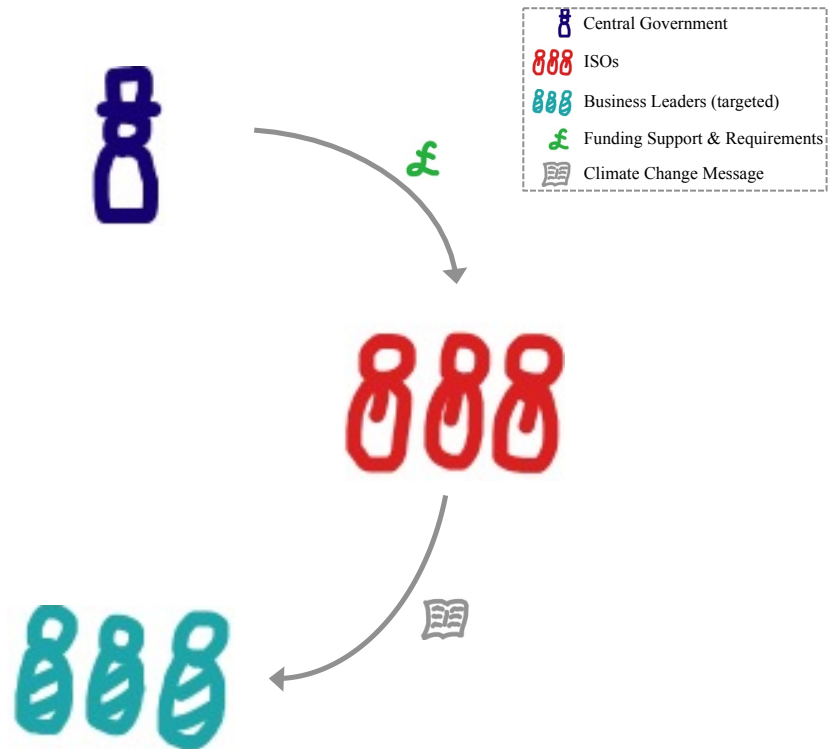 Central Government
ISOs
Business Leaders (targeted)
£ Funding Support & Requirements
Climate Change Message
£